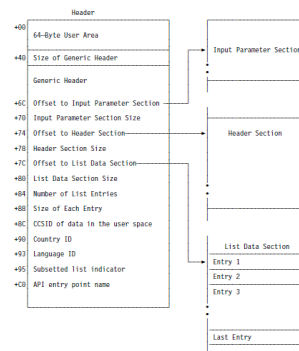 Header
+00
64-Byte User Area
+40 Size of Generic Header
Generic Header
+6C Offset to Input Parameter Section
+70 Input Parameter Section Size
+74 Offset to Header Section
+78 Header Section Size
+7C Offset to List Data Section
+80 List Data Section Size
+84 Number of List Entries
+88 Size of Each Entry
+8C CCSID of data in the user space
+90 Country ID
+93 Language ID
+95 Subsetted list indicator
+C0 API entry point name
Input Parameter Section
Header Section
List Data Section
Entry 1
Entry 2
Entry 3
Last Entry